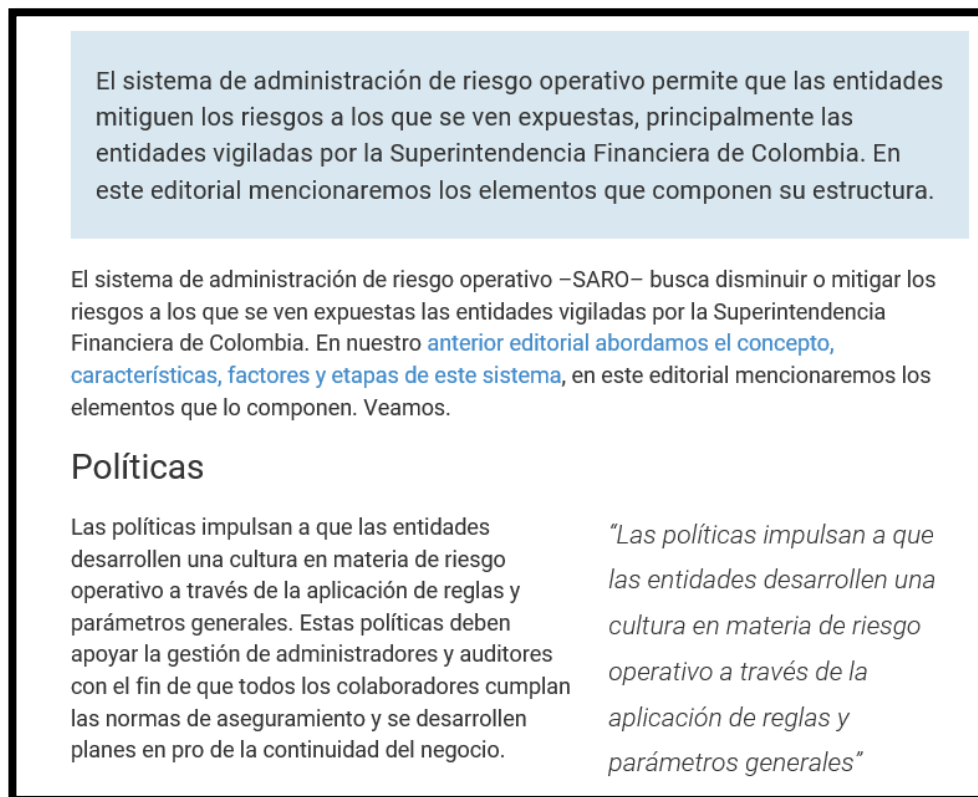 El sistema de administración de riesgo operativo permite que las entidades
mitiguen los riesgos a los que se ven expuestas, principalmente las
entidades vigiladas por la Superintendencia Financiera de Colombia. En
este editorial mencionaremos los elementos que componen su estructura.
El sistema de administración de riesgo operativo –SARO– busca disminuir o mitigar los
riesgos a los que se ven expuestas las entidades vigiladas por la Superintendencia
Financiera de Colombia. En nuestro anterior editorial abordamos el concepto,
características, factores y etapas de este sistema, en este editorial mencionaremos los
elementos que lo componen. Veamos.
Políticas
Las políticas impulsan a que las entidades
desarrollen una cultura en materia de riesgo
operativo a través de la aplicación de reglas y
parámetros generales. Estas políticas deben
apoyar la gestión de administradores y auditores
con el fin de que todos los colaboradores cumplan
las normas de aseguramiento y se desarrollen
planes en pro de la continuidad del negocio.
“Las políticas impulsan a que
las entidades desarrollen una
cultura en materia de riesgo
operativo a través de la
aplicación de reglas y
parámetros generales”